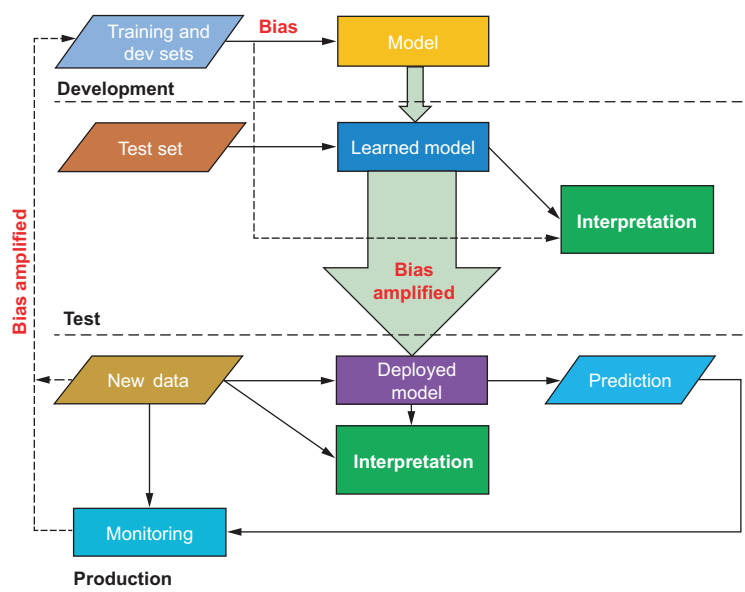 Training and
dev sets
Bias
Model
Development
Test set
Learned model
Interpretation
Bias
amplified
Bias amplified
Test
New data
Deployed
model
Prediction
Interpretation
Monitoring
Production